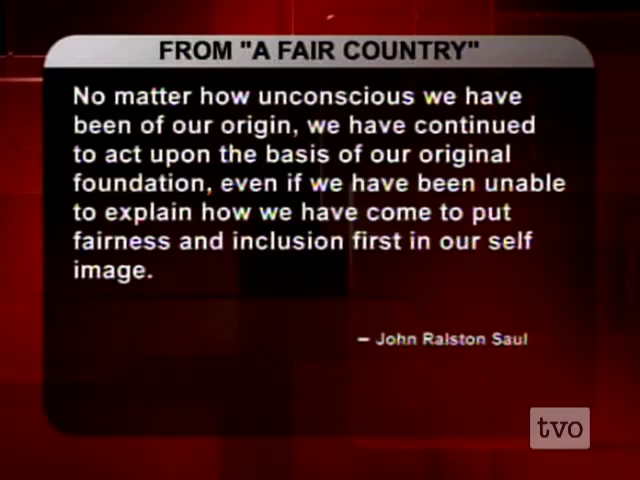 FROM "A FAIR COUNTRY"
No matter how unconscious we have
been of our origin, we have continued
to act upon the basis of our original
foundation, even if we have been unable
to explain how we have come to put
fairness and inclusion first in our self
image.
– John Ralston Saul
tvo